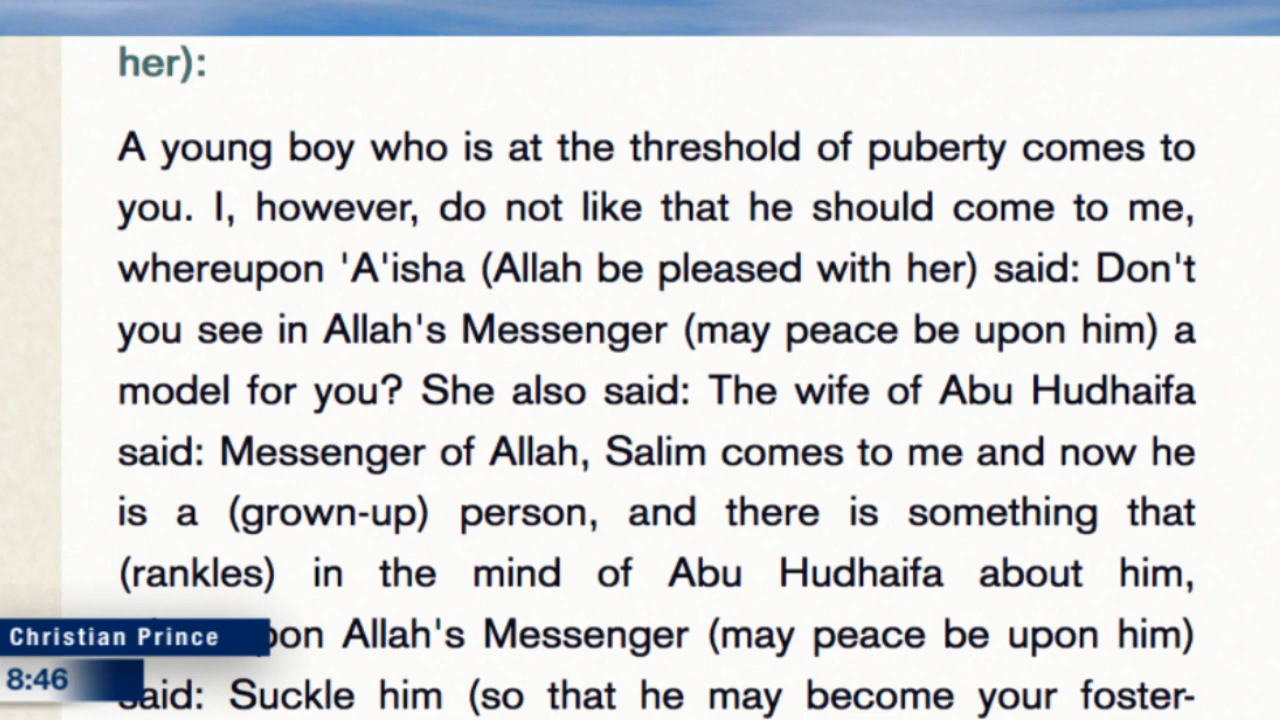 her):
A young boy who is at the threshold of puberty comes to
you. I, however, do not like that he should come to me,
whereupon 'A'isha (Allah be pleased with her) said: Don't
you see in Allah's Messenger (may peace be upon him) a
model for you? She also said: The wife of Abu Hudhaifa
said: Messenger of Allah, Salim comes to me and now he
is a (grown-up) person, and there is something that
(rankles) in the mind of Abu Hudhaifa about him,
Allah's Messenger (may peace be upon him)
said: Suckle him (so that he may become your foster-
Christian Prince
8:46